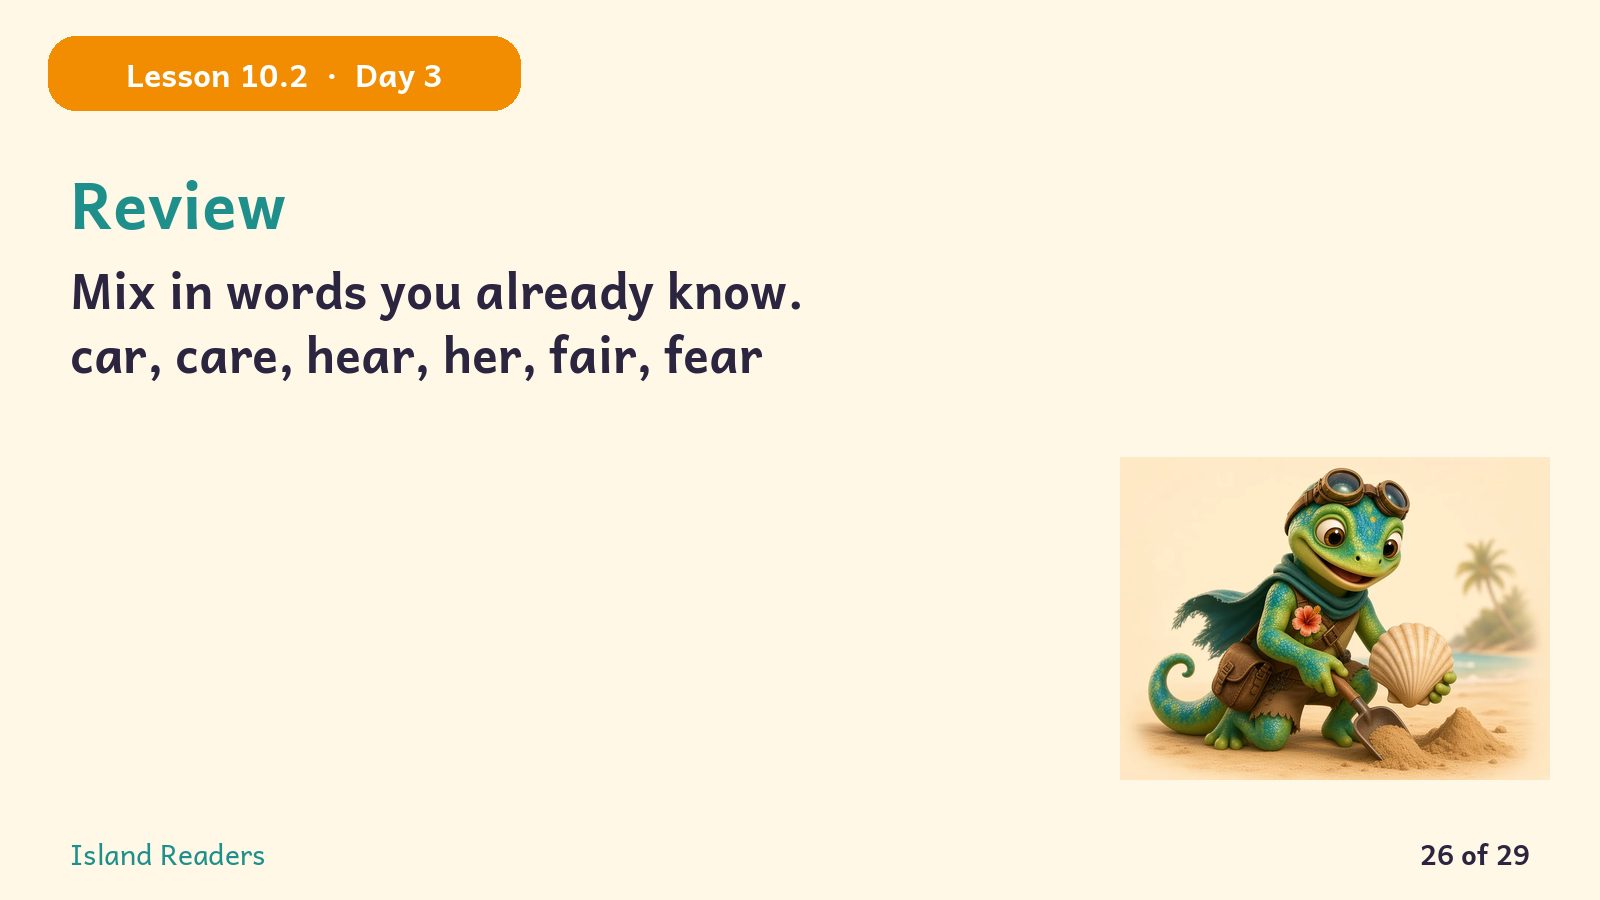 Lesson 10.2 · Day 3
Review
Mix in words you already know.
car, care, hear, her, fair, fear
Island Readers
26 of 29